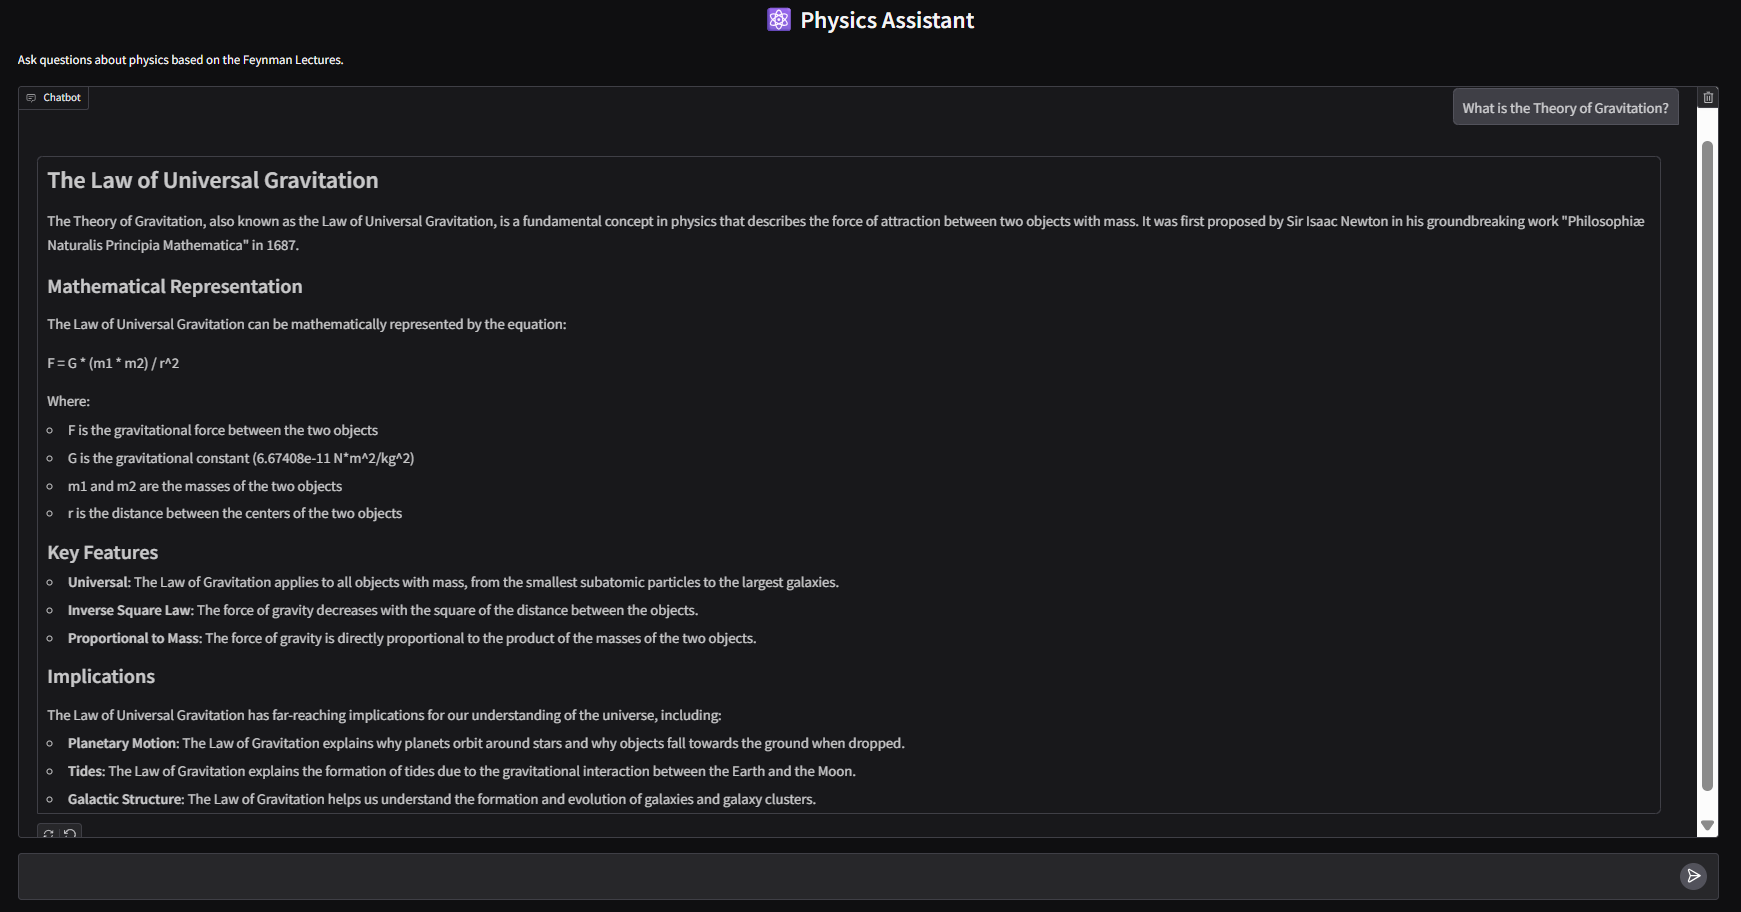 Physics Assistant
Ask questions about physics based on the Feynman Lectures.
Chatbot
What is the Theory of Gravitation?
The Law of Universal Gravitation
The Theory of Gravitation, also known as the Law of Universal Gravitation, is a fundamental concept in physics that describes the force of attraction between two objects with mass. It was first proposed by Sir Isaac Newton in his groundbreaking work "Philosophiæ
Naturalis Principia Mathematica" in 1687.
Mathematical Representation
The Law of Universal Gravitation can be mathematically represented by the equation:
F = G * (m1 * m2) / r^2
Where:
F is the gravitational force between the two objects
G is the gravitational constant (6.67408e-11 N*m^2/kg^2)
m1 and m2 are the masses of the two objects
r is the distance between the centers of the two objects
Key Features
Universal: The Law of Gravitation applies to all objects with mass, from the smallest subatomic particles to the largest galaxies.
Inverse Square Law: The force of gravity decreases with the square of the distance between the objects.
Proportional to Mass: The force of gravity is directly proportional to the product of the masses of the two objects.
Implications
The Law of Universal Gravitation has far-reaching implications for our understanding of the universe, including:
Planetary Motion: The Law of Gravitation explains why planets orbit around stars and why objects fall towards the ground when dropped.
Tides: The Law of Gravitation explains the formation of tides due to the gravitational interaction between the Earth and the Moon.
Galactic Structure: The Law of Gravitation helps us understand the formation and evolution of galaxies and galaxy clusters.